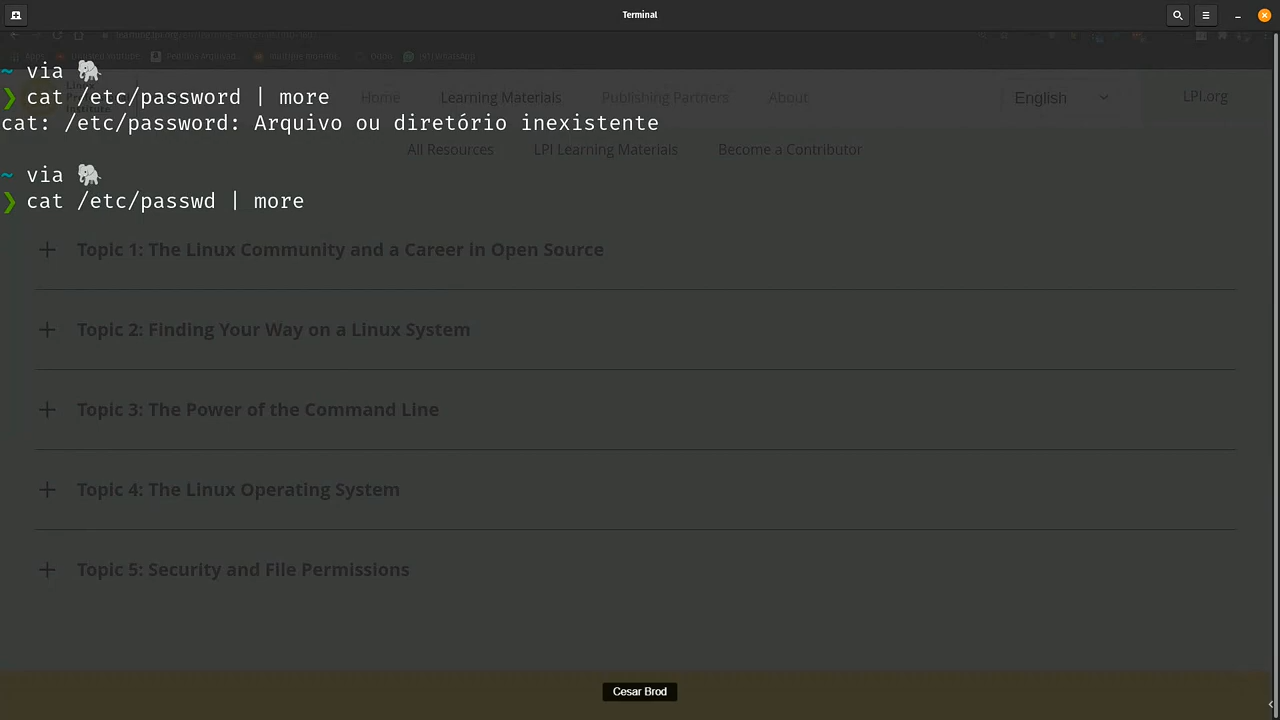 Terminal
~ via 🐘
❯ cat /etc/password | more
cat: /etc/password: Arquivo ou diretório inexistente
~ via 🐘
❯ cat /etc/passwd | more
Linux
Institute
Home
Learning Materials
Publishing Partners
About
English
LPI.org
All Resources
LPI Learning Materials
Become a Contributor
Topic 1: The Linux Community and a Career in Open Source
Topic 2: Finding Your Way on a Linux System
Topic 3: The Power of the Command Line
Topic 4: The Linux Operating System
Topic 5: Security and File Permissions
Cesar Brod